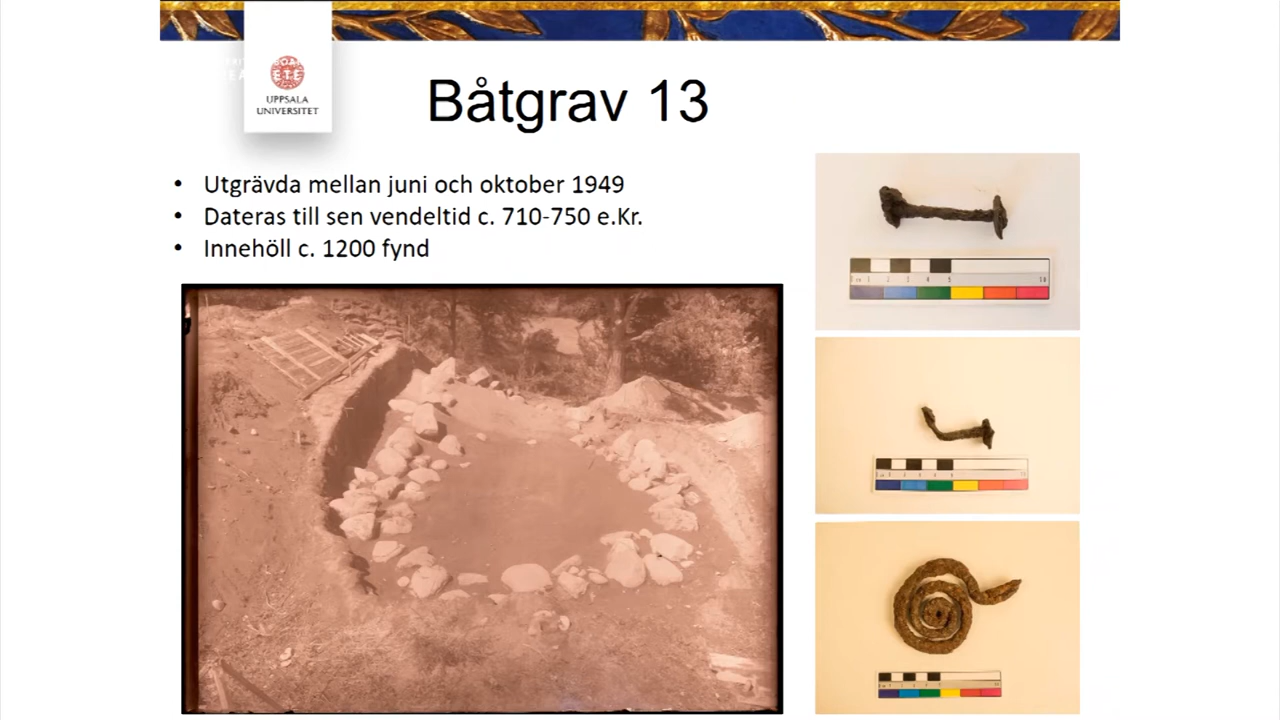 UPPSALA
UNIVERSITET
Båtgrav 13
• Utgrävda mellan juni och oktober 1949
• Dateras till sen vendeltid c. 710-750 e.Kr.
• Innehöll c. 1200 fynd